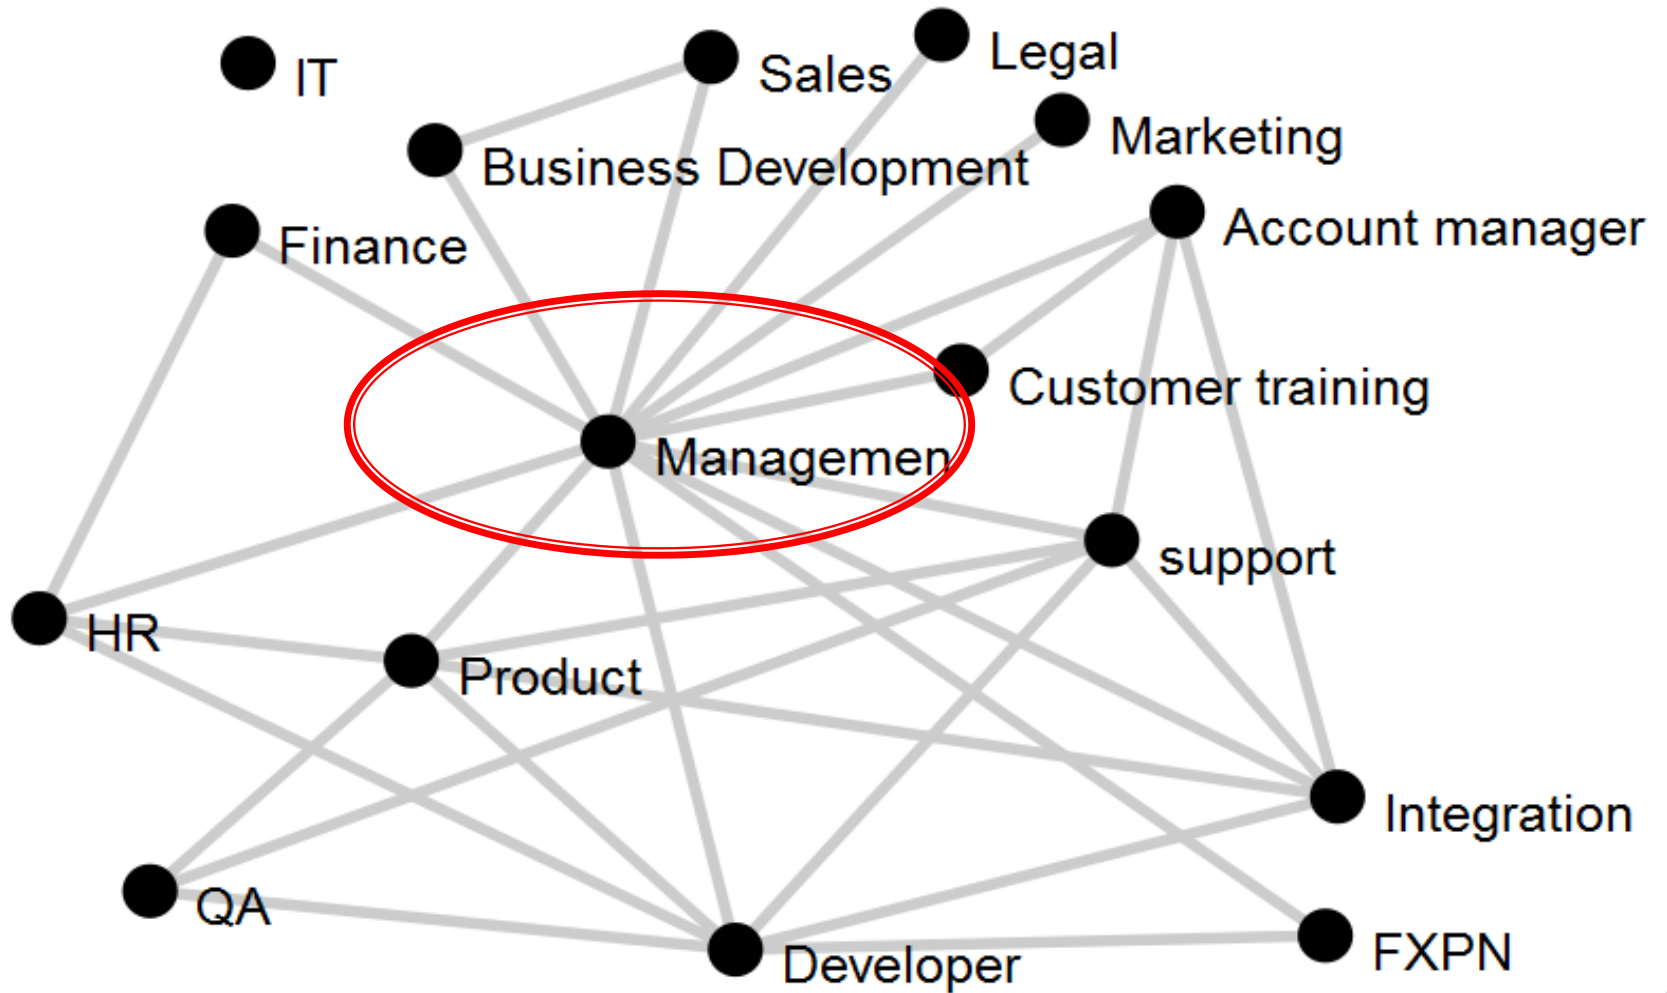 IT
Sales
Legal
Marketing
Business Development
Account manager
Finance
Customer training
Managemen
support
HR
Product
Integration
QA
Developer
FXPN